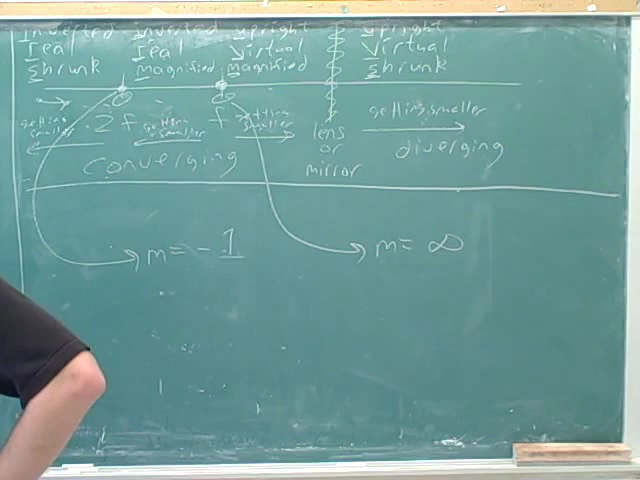 Inverted Inverted Upright Upright
Real Real Virtual Virtual
Shrunk magnified magnified Shrunk
getting smaller 2f getting smaller f getting smaller lens or mirror getting smaller
converging diverging
m = -1 m = ∞